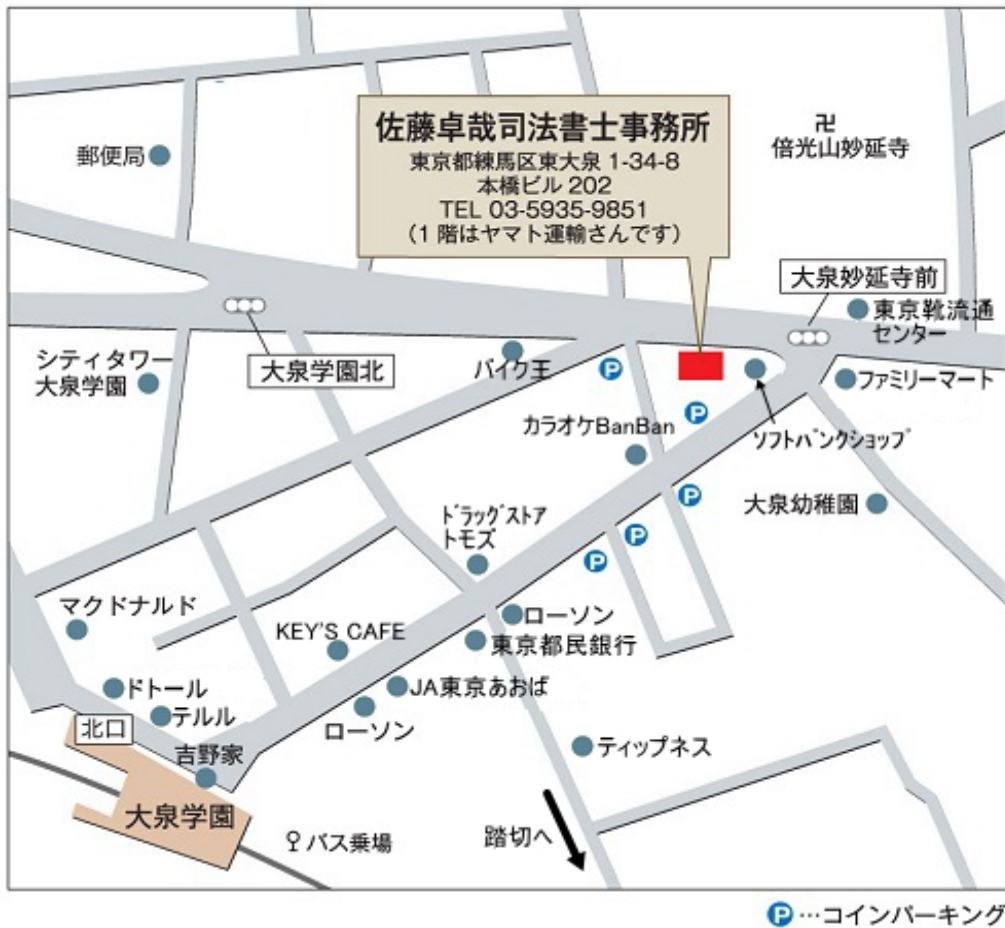 佐藤卓哉司法書士事務所
東京都練馬区東大泉 1-34-8
本橋ビル 202
TEL 03-5935-9851
(1 階はヤマト運輸さんです)
卍
倍光山妙延寺
郵便局
大泉妙延寺前
東京靴流通
センター
シティタワー
大泉学園
大泉学園北
バイク王
P
ファミリーマート
カラオケBanBan
P
ソフトバンクショップ
P
大泉幼稚園
ドラッグストア
トモズ
P
P
マクドナルド
KEY'S CAFE
ローソン
東京都民銀行
ドトール
JA東京あおば
テルル
ローソン
北口
吉野家
ティップネス
大泉学園
バス乗場
踏切へ
P…コインパーキング